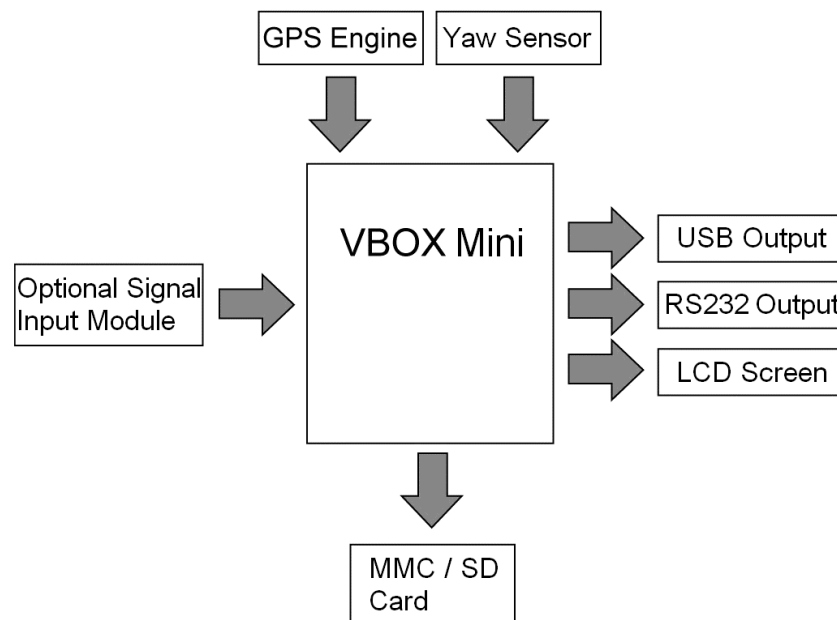 GPS Engine
Yaw Sensor
VBOX Mini
USB Output
Optional Signal
Input Module
RS232 Output
LCD Screen
MMC / SD
Card